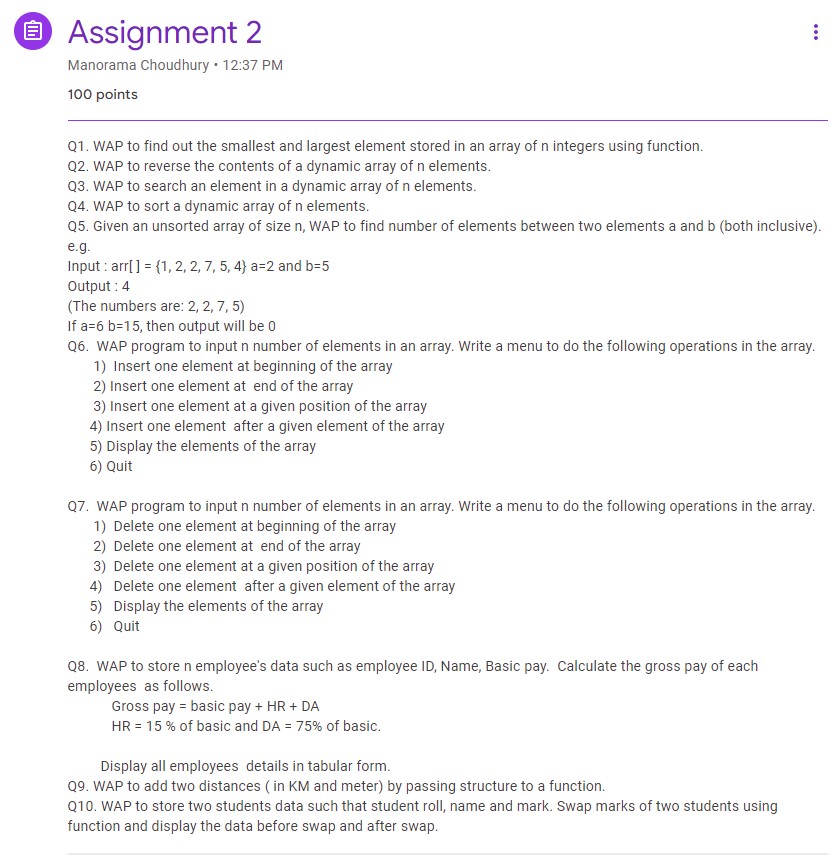 Assignment 2
Manorama Choudhury • 12:37 PM
100 points
Q1. WAP to find out the smallest and largest element stored in an array of n integers using function.
Q2. WAP to reverse the contents of a dynamic array of n elements.
Q3. WAP to search an element in a dynamic array of n elements.
Q4. WAP to sort a dynamic array of n elements.
Q5. Given an unsorted array of size n, WAP to find number of elements between two elements a and b (both inclusive).
e.g.
Input : arr[ ] = {1, 2, 2, 7, 5, 4} a=2 and b=5
Output : 4
(The numbers are: 2, 2, 7, 5)
If a=6 b=15, then output will be 0
Q6.  WAP program to input n number of elements in an array. Write a menu to do the following operations in the array.
1)  Insert one element at beginning of the array
2) Insert one element at  end of the array
3) Insert one element at a given position of the array
4) Insert one element  after a given element of the array
5) Display the elements of the array
6) Quit
Q7.  WAP program to input n number of elements in an array. Write a menu to do the following operations in the array.
1)  Delete one element at beginning of the array
2)  Delete one element at  end of the array
3)  Delete one element at a given position of the array
4)   Delete one element  after a given element of the array
5)   Display the elements of the array
6)   Quit
Q8.  WAP to store n employee's data such as employee ID, Name, Basic pay.  Calculate the gross pay of each
employees  as follows.
Gross pay = basic pay + HR + DA
HR = 15 % of basic and DA = 75% of basic.
Display all employees  details in tabular form.
Q9. WAP to add two distances ( in KM and meter) by passing structure to a function.
Q10. WAP to store two students data such that student roll, name and mark. Swap marks of two students using
function and display the data before swap and after swap.